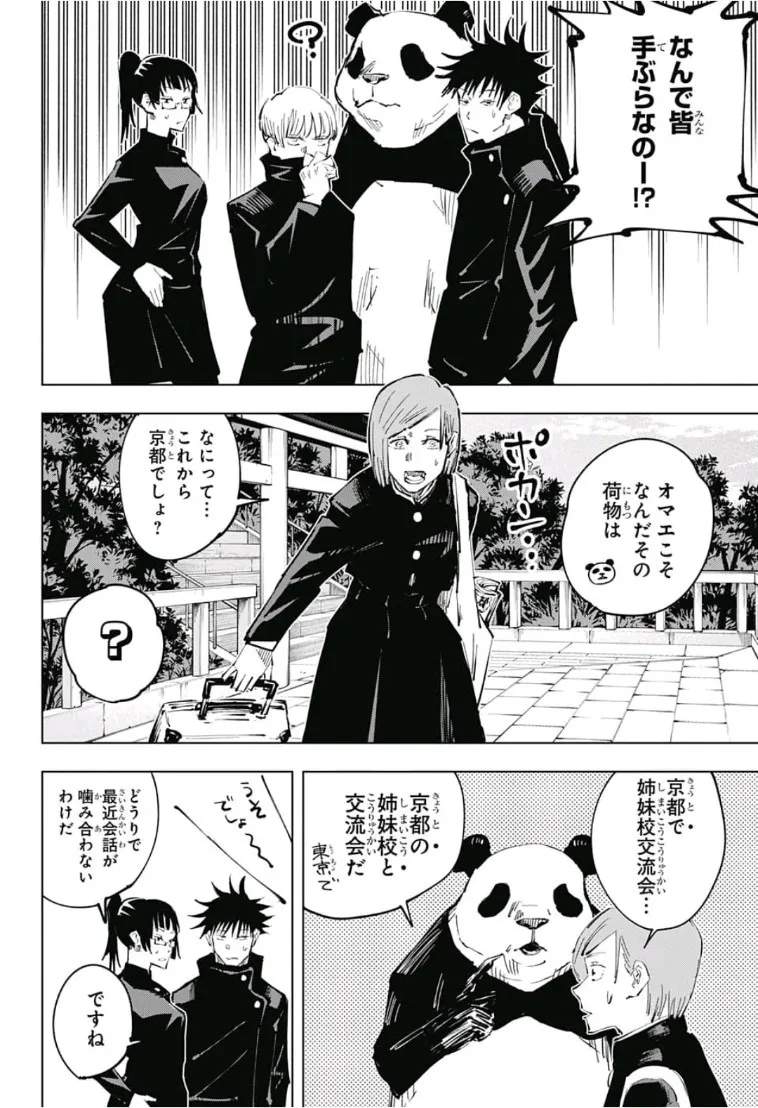 なんで皆
手ぶらなのー!?
?
オマエこそ
なんだその
荷物は
ポカーン…
なにって…
これから
京都でしょ?
?
京都で
姉妹校交流会…
京都の
姉妹校と
交流会だ
東京で
うそ
でしょ
どうりで
最近会話が
噛み合わない
わけだ
ですね